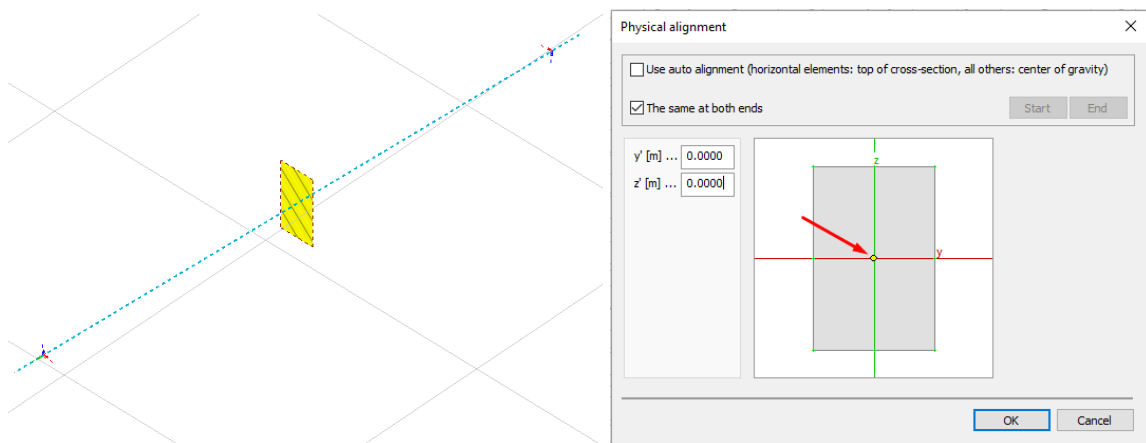 Physical alignment
Use auto alignment (horizontal elements: top of cross-section, all others: center of gravity)
The same at both ends
Start
End
y' [m] ... 0.0000
z' [m] ... 0.0000
z
y
OK
Cancel